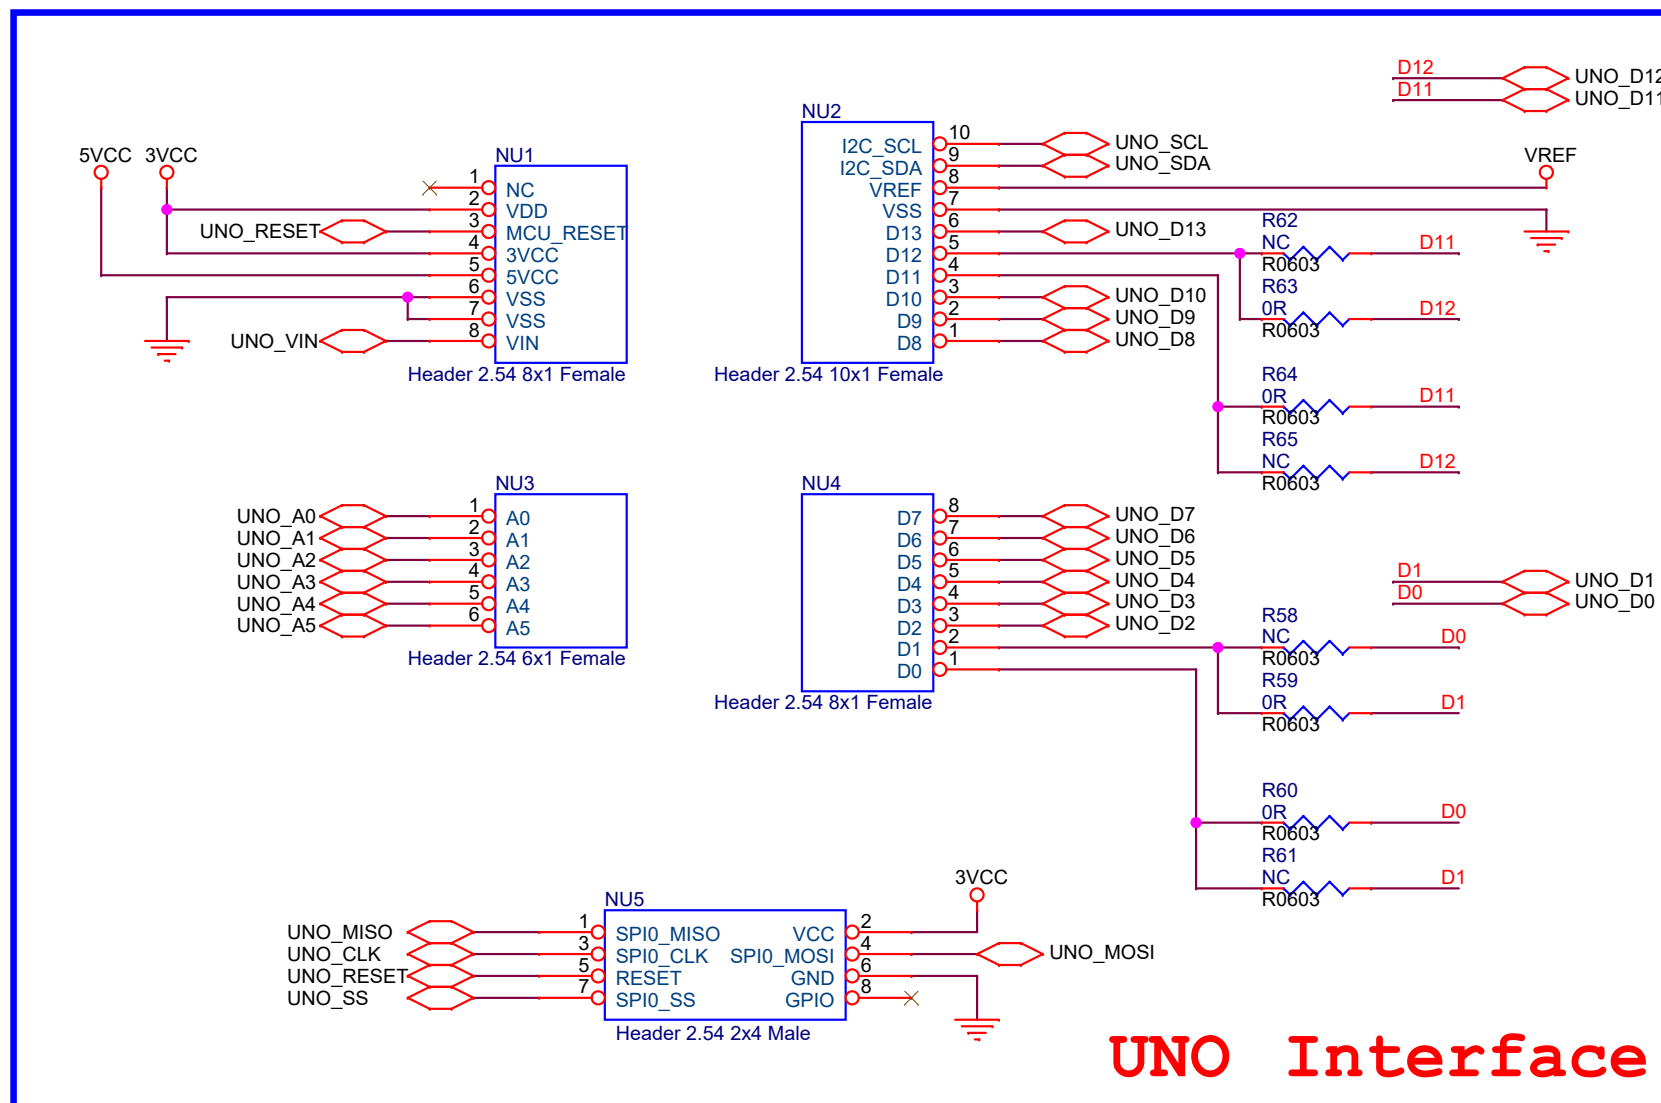 D12
UNO_D12
D11
UNO_D11
5VCC
3VCC
NU1
1
NC
2
VDD
UNO_RESET
3
MCU_RESET
4
3VCC
5
5VCC
6
VSS
7
VSS
UNO_VIN
8
VIN
Header 2.54 8x1 Female
NU2
I2C_SCL
10
UNO_SCL
I2C_SDA
9
UNO_SDA
VREF
8
VREF
VSS
7
D13
6
UNO_D13
D12
5
D11
4
D10
3
UNO_D10
D9
2
UNO_D9
D8
1
UNO_D8
Header 2.54 10x1 Female
R62
NC
R0603
D11
R63
0R
R0603
D12
R64
0R
R0603
D11
R65
NC
R0603
D12
NU3
UNO_A0
1
A0
UNO_A1
2
A1
UNO_A2
3
A2
UNO_A3
4
A3
UNO_A4
5
A4
UNO_A5
6
A5
Header 2.54 6x1 Female
NU4
D7
8
UNO_D7
D6
7
UNO_D6
D5
6
UNO_D5
D4
5
UNO_D4
D3
4
UNO_D3
D2
3
UNO_D2
D1
2
D0
1
Header 2.54 8x1 Female
D1
UNO_D1
D0
UNO_D0
R58
NC
R0603
D0
R59
0R
R0603
D1
R60
0R
R0603
D0
R61
NC
R0603
D1
NU5
3VCC
UNO_MISO
1
SPI0_MISO
VCC
2
UNO_CLK
3
SPI0_CLK
SPI0_MOSI
4
UNO_MOSI
UNO_RESET
5
RESET
GND
6
UNO_SS
7
SPI0_SS
GPIO
8
Header 2.54 2x4 Male
UNO Interface